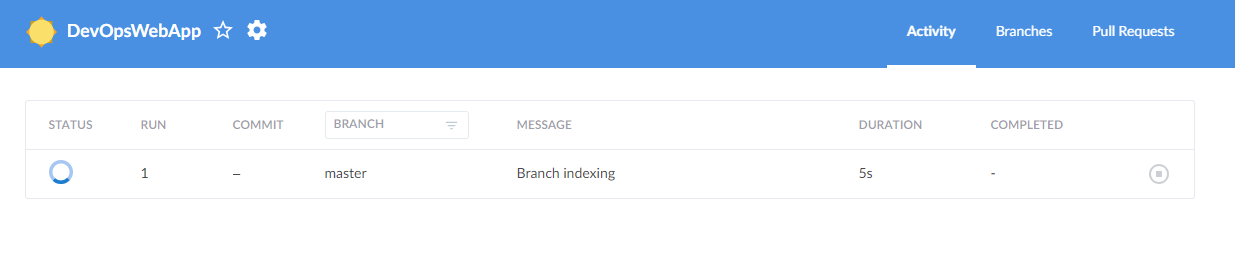 DevOpsWebApp Activity Branches Pull Requests
STATUS RUN COMMIT BRANCH MESSAGE DURATION COMPLETED
1 – master Branch indexing 5s -